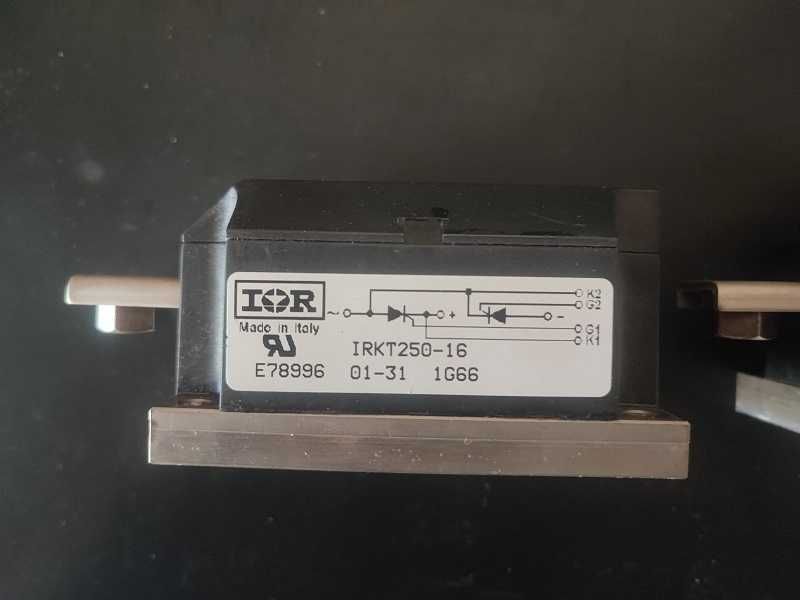 IOR
Made in Italy
~ + - K2
G2
G1
K1
IRKT250-16
E78996 01-31 1G66